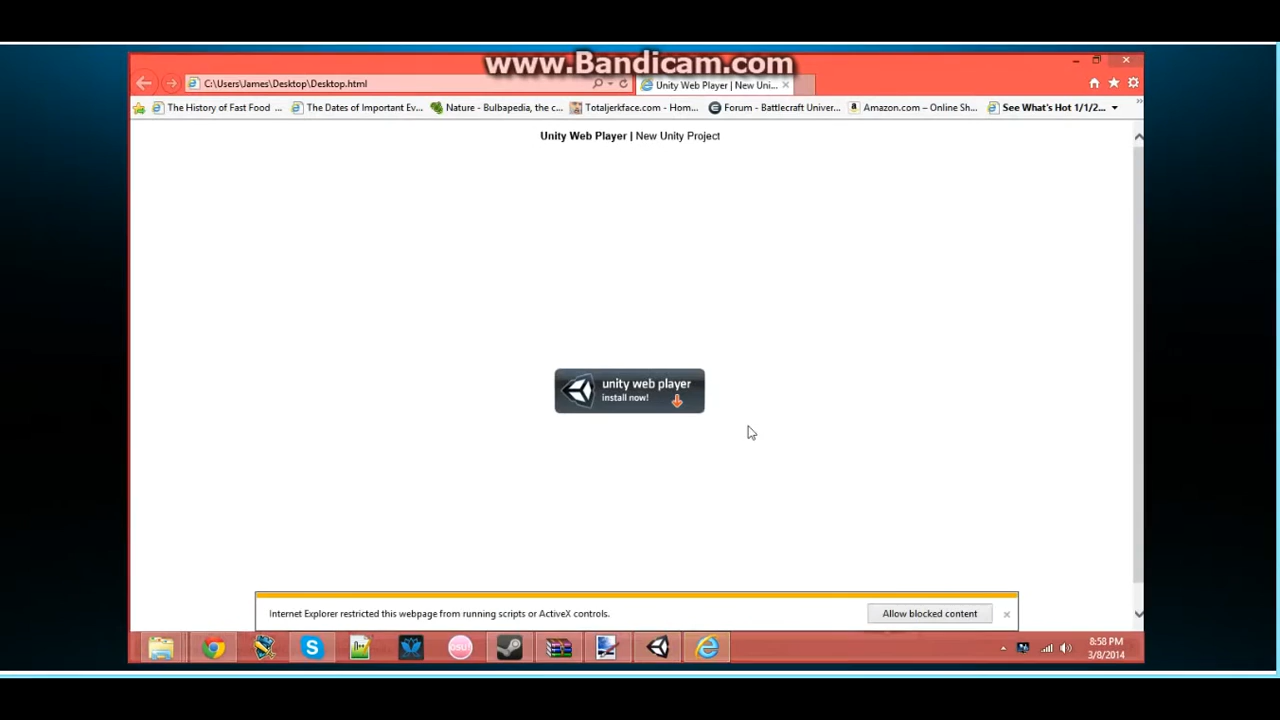 www.Bandicam.com
C:\Users\James\Desktop\Desktop.html
Unity Web Player | New Uni...
The History of Fast Food ...
The Dates of Important Ev...
Nature - Bulbapedia, the c...
Totaljerkface.com - Hom...
Forum - Battlecraft Univer...
Amazon.com – Online Sh...
See What's Hot 1/1/2...
Unity Web Player | New Unity Project
unity web player
install now!
Internet Explorer restricted this webpage from running scripts or ActiveX controls.
Allow blocked content
8:58 PM
3/8/2014